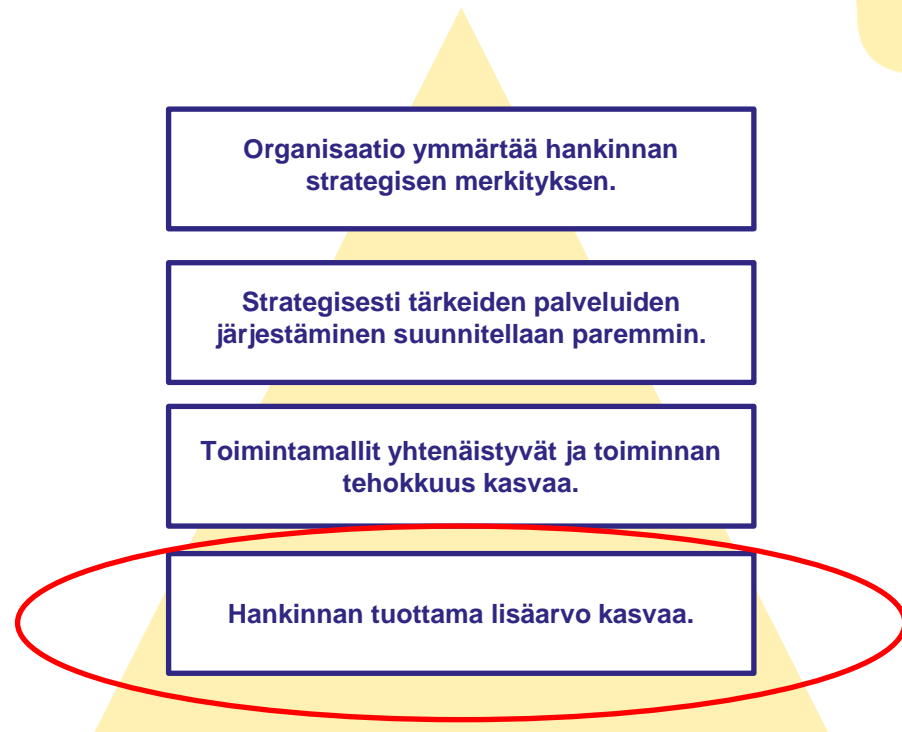 Organisaatio ymmärtää hankinnan
strategisen merkityksen.
Strategisesti tärkeiden palveluiden
järjestäminen suunnitellaan paremmin.
Toimintamallit yhtenäistyvät ja toiminnan
tehokkuus kasvaa.
Hankinnan tuottama lisäarvo kasvaa.